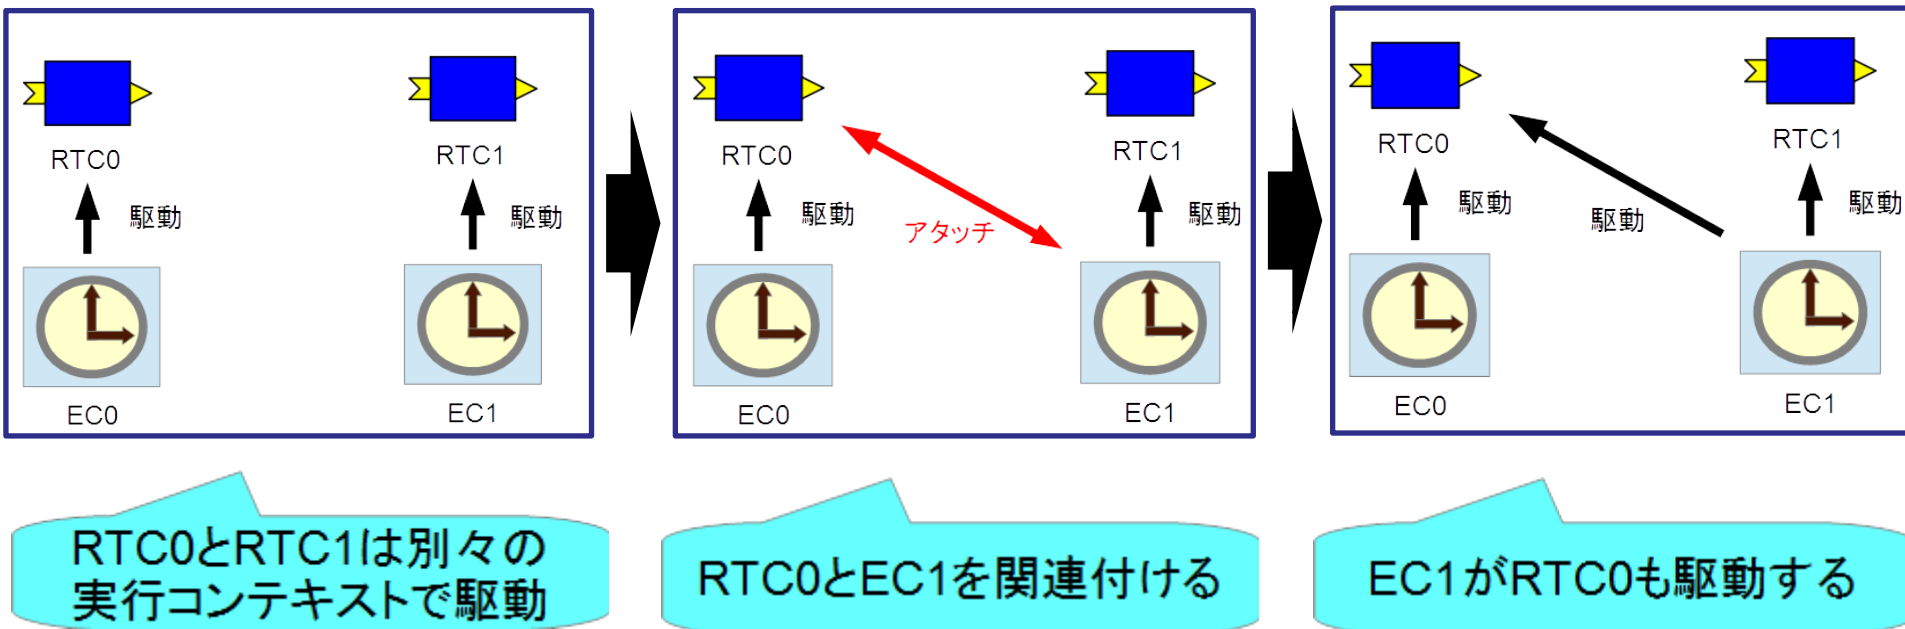 RTC0
駆動
EC0
RTC1
駆動
EC1
RTC0とRTC1は別々の
実行コンテキストで駆動
RTC0
駆動
EC0
アタッチ
RTC1
駆動
EC1
RTC0とEC1を関連付ける
RTC0
駆動
EC0
駆動
RTC1
駆動
EC1
EC1がRTC0も駆動する